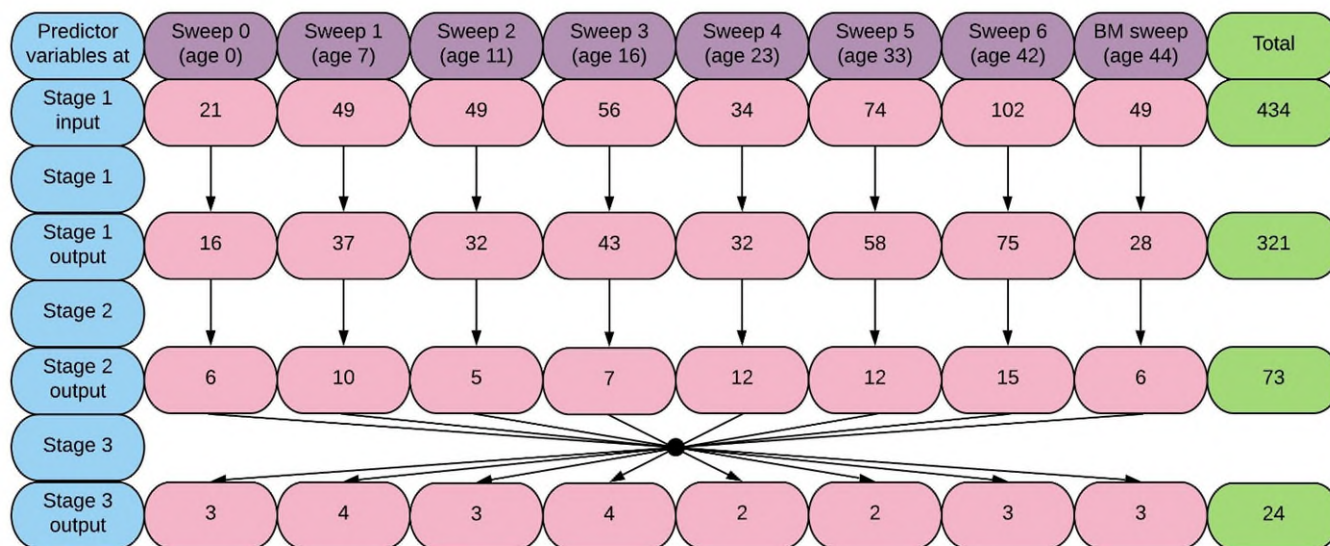 Predictor
variables at
Sweep 0
(age 0)
Sweep 1
(age 7)
Sweep 2
(age 11)
Sweep 3
(age 16)
Sweep 4
(age 23)
Sweep 5
(age 33)
Sweep 6
(age 42)
BM sweep
(age 44)
Total
Stage 1
input
21
49
49
56
34
74
102
49
434
Stage 1
Stage 1
output
16
37
32
43
32
58
75
28
321
Stage 2
Stage 2
output
6
10
5
7
12
12
15
6
73
Stage 3
Stage 3
output
3
4
3
4
2
2
3
3
24